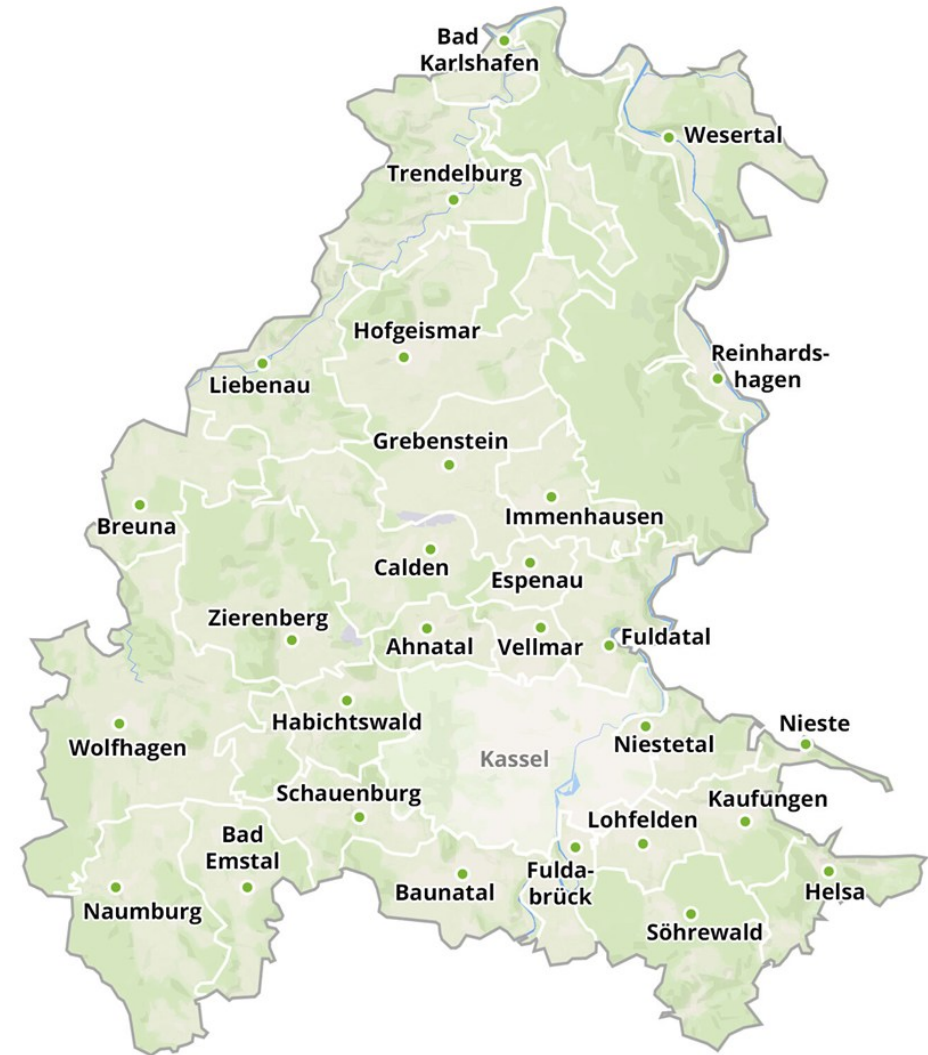 Bad
Karlshafen
Wesertal
Trendelburg
Hofgeismar
Reinhards-
hagen
Liebenau
Grebenstein
Immenhausen
Breuna
Calden
Espenau
Zierenberg
Ahnatal
Vellmar
Fuldatal
Habichtswald
Wolfhagen
Kassel
Niestetal
Nieste
Schauenburg
Kaufungen
Lohfelden
Bad
Emstal
Fulda-
brück
Baunatal
Helsa
Naumburg
Söhrewald